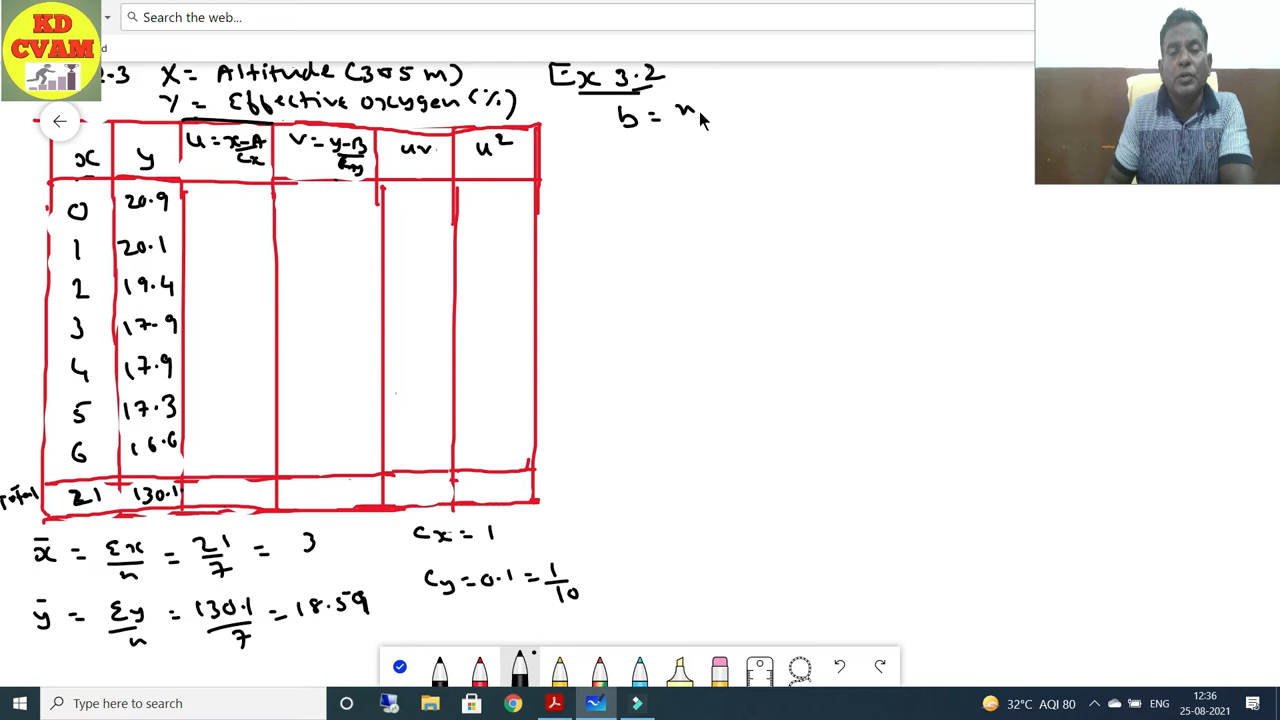 KD
CVAM
Search the web...
d
2.3 X = Altitude (305 m)
Y = Effective oxygen (%)
Ex 3.2
b = n
x y u = x-A/Cx v = y-B/Cy uv u²
0 20.9
1 20.1
2 19.4
3 17.9
4 17.9
5 17.3
6 16.6
Total 21 130.1
x̄ = Σx/n = 21/7 = 3
Cx = 1
Cy = 0.1 = 1/10
ȳ = Σy/n = 130.1/7 = 18.59
Type here to search
32°C AQI 80
ENG
12:36
25-08-2021